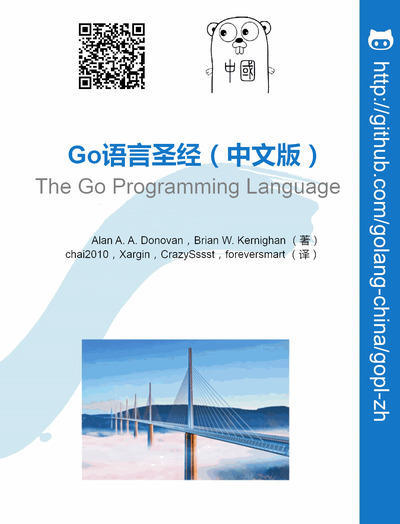 中國
Go语言圣经（中文版）
The Go Programming Language
Alan A. A. Donovan，Brian W. Kernighan （著）
chai2010，Xargin，CrazySssst，foreversmart （译）
http://github.com/golang-china/gopl-zh